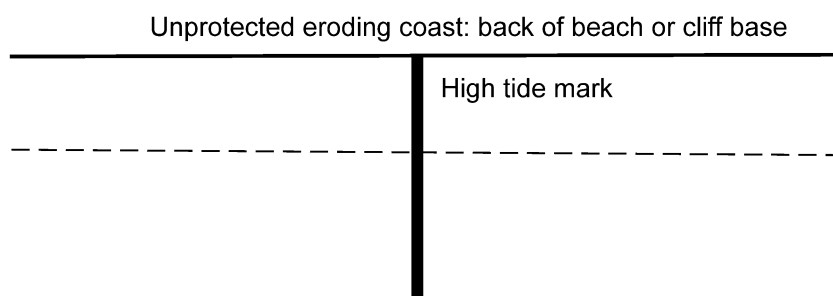 Unprotected eroding coast: back of beach or cliff base
High tide mark